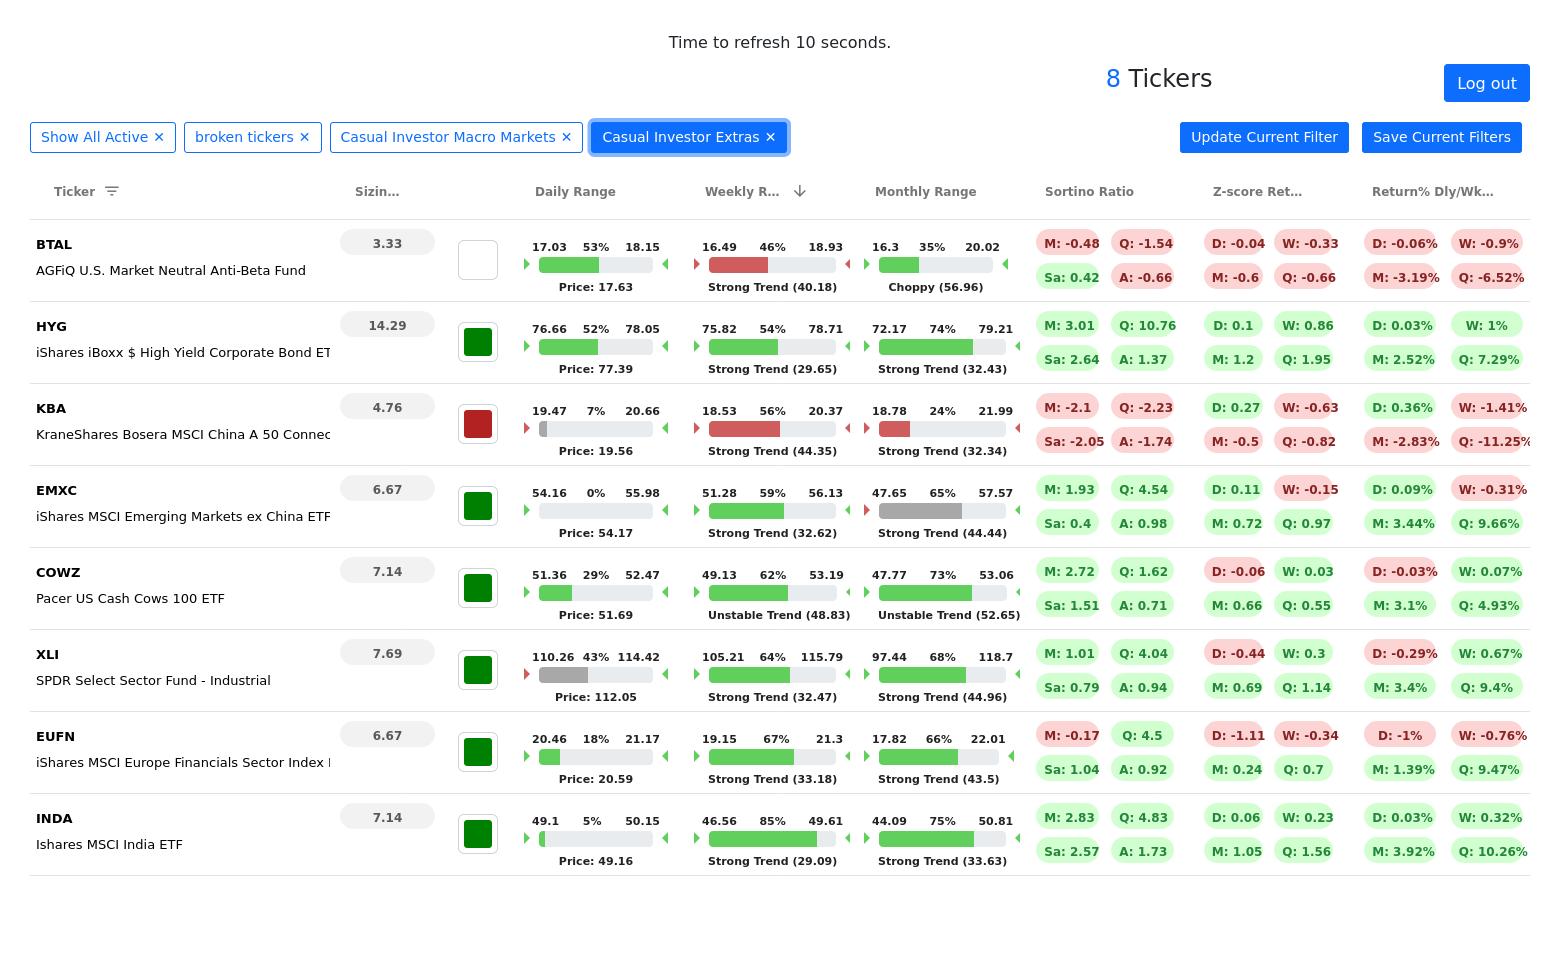 Time to refresh 10 seconds.
8 Tickers
Log out
Show All Active ✕ broken tickers ✕ Casual Investor Macro Markets ✕ Casual Investor Extras ✕ Update Current Filter Save Current Filters
Ticker Sizin… Daily Range Weekly R… Monthly Range Sortino Ratio Z-score Ret… Return% Dly/Wk…
BTAL 3.33 17.03 53% 18.15 16.49 46% 18.93 16.3 35% 20.02 M: -0.48 Q: -1.54 D: -0.04 W: -0.33 D: -0.06% W: -0.9%
AGFiQ U.S. Market Neutral Anti-Beta Fund Sa: 0.42 A: -0.66 M: -0.6 Q: -0.66 M: -3.19% Q: -6.52%
Price: 17.63 Strong Trend (40.18) Choppy (56.96)
HYG 14.29 76.66 52% 78.05 75.82 54% 78.71 72.17 74% 79.21 M: 3.01 Q: 10.76 D: 0.1 W: 0.86 D: 0.03% W: 1%
iShares iBoxx $ High Yield Corporate Bond ET Sa: 2.64 A: 1.37 M: 1.2 Q: 1.95 M: 2.52% Q: 7.29%
Price: 77.39 Strong Trend (29.65) Strong Trend (32.43)
KBA 4.76 19.47 7% 20.66 18.53 56% 20.37 18.78 24% 21.99 M: -2.1 Q: -2.23 D: 0.27 W: -0.63 D: 0.36% W: -1.41%
KraneShares Bosera MSCI China A 50 Connec Sa: -2.05 A: -1.74 M: -0.5 Q: -0.82 M: -2.83% Q: -11.25%
Price: 19.56 Strong Trend (44.35) Strong Trend (32.34)
EMXC 6.67 54.16 0% 55.98 51.28 59% 56.13 47.65 65% 57.57 M: 1.93 Q: 4.54 D: 0.11 W: -0.15 D: 0.09% W: -0.31%
iShares MSCI Emerging Markets ex China ETF Sa: 0.4 A: 0.98 M: 0.72 Q: 0.97 M: 3.44% Q: 9.66%
Price: 54.17 Strong Trend (32.62) Strong Trend (44.44)
COWZ 7.14 51.36 29% 52.47 49.13 62% 53.19 47.77 73% 53.06 M: 2.72 Q: 1.62 D: -0.06 W: 0.03 D: -0.03% W: 0.07%
Pacer US Cash Cows 100 ETF Sa: 1.51 A: 0.71 M: 0.66 Q: 0.55 M: 3.1% Q: 4.93%
Price: 51.69 Unstable Trend (48.83) Unstable Trend (52.65)
XLI 7.69 110.26 43% 114.42 105.21 64% 115.79 97.44 68% 118.7 M: 1.01 Q: 4.04 D: -0.44 W: 0.3 D: -0.29% W: 0.67%
SPDR Select Sector Fund - Industrial Sa: 0.79 A: 0.94 M: 0.69 Q: 1.14 M: 3.4% Q: 9.4%
Price: 112.05 Strong Trend (32.47) Strong Trend (44.96)
EUFN 6.67 20.46 18% 21.17 19.15 67% 21.3 17.82 66% 22.01 M: -0.17 Q: 4.5 D: -1.11 W: -0.34 D: -1% W: -0.76%
iShares MSCI Europe Financials Sector Index Sa: 1.04 A: 0.92 M: 0.24 Q: 0.7 M: 1.39% Q: 9.47%
Price: 20.59 Strong Trend (33.18) Strong Trend (43.5)
INDA 7.14 49.1 5% 50.15 46.56 85% 49.61 44.09 75% 50.81 M: 2.83 Q: 4.83 D: 0.06 W: 0.23 D: 0.03% W: 0.32%
Ishares MSCI India ETF Sa: 2.57 A: 1.73 M: 1.05 Q: 1.56 M: 3.92% Q: 10.26%
Price: 49.16 Strong Trend (29.09) Strong Trend (33.63)